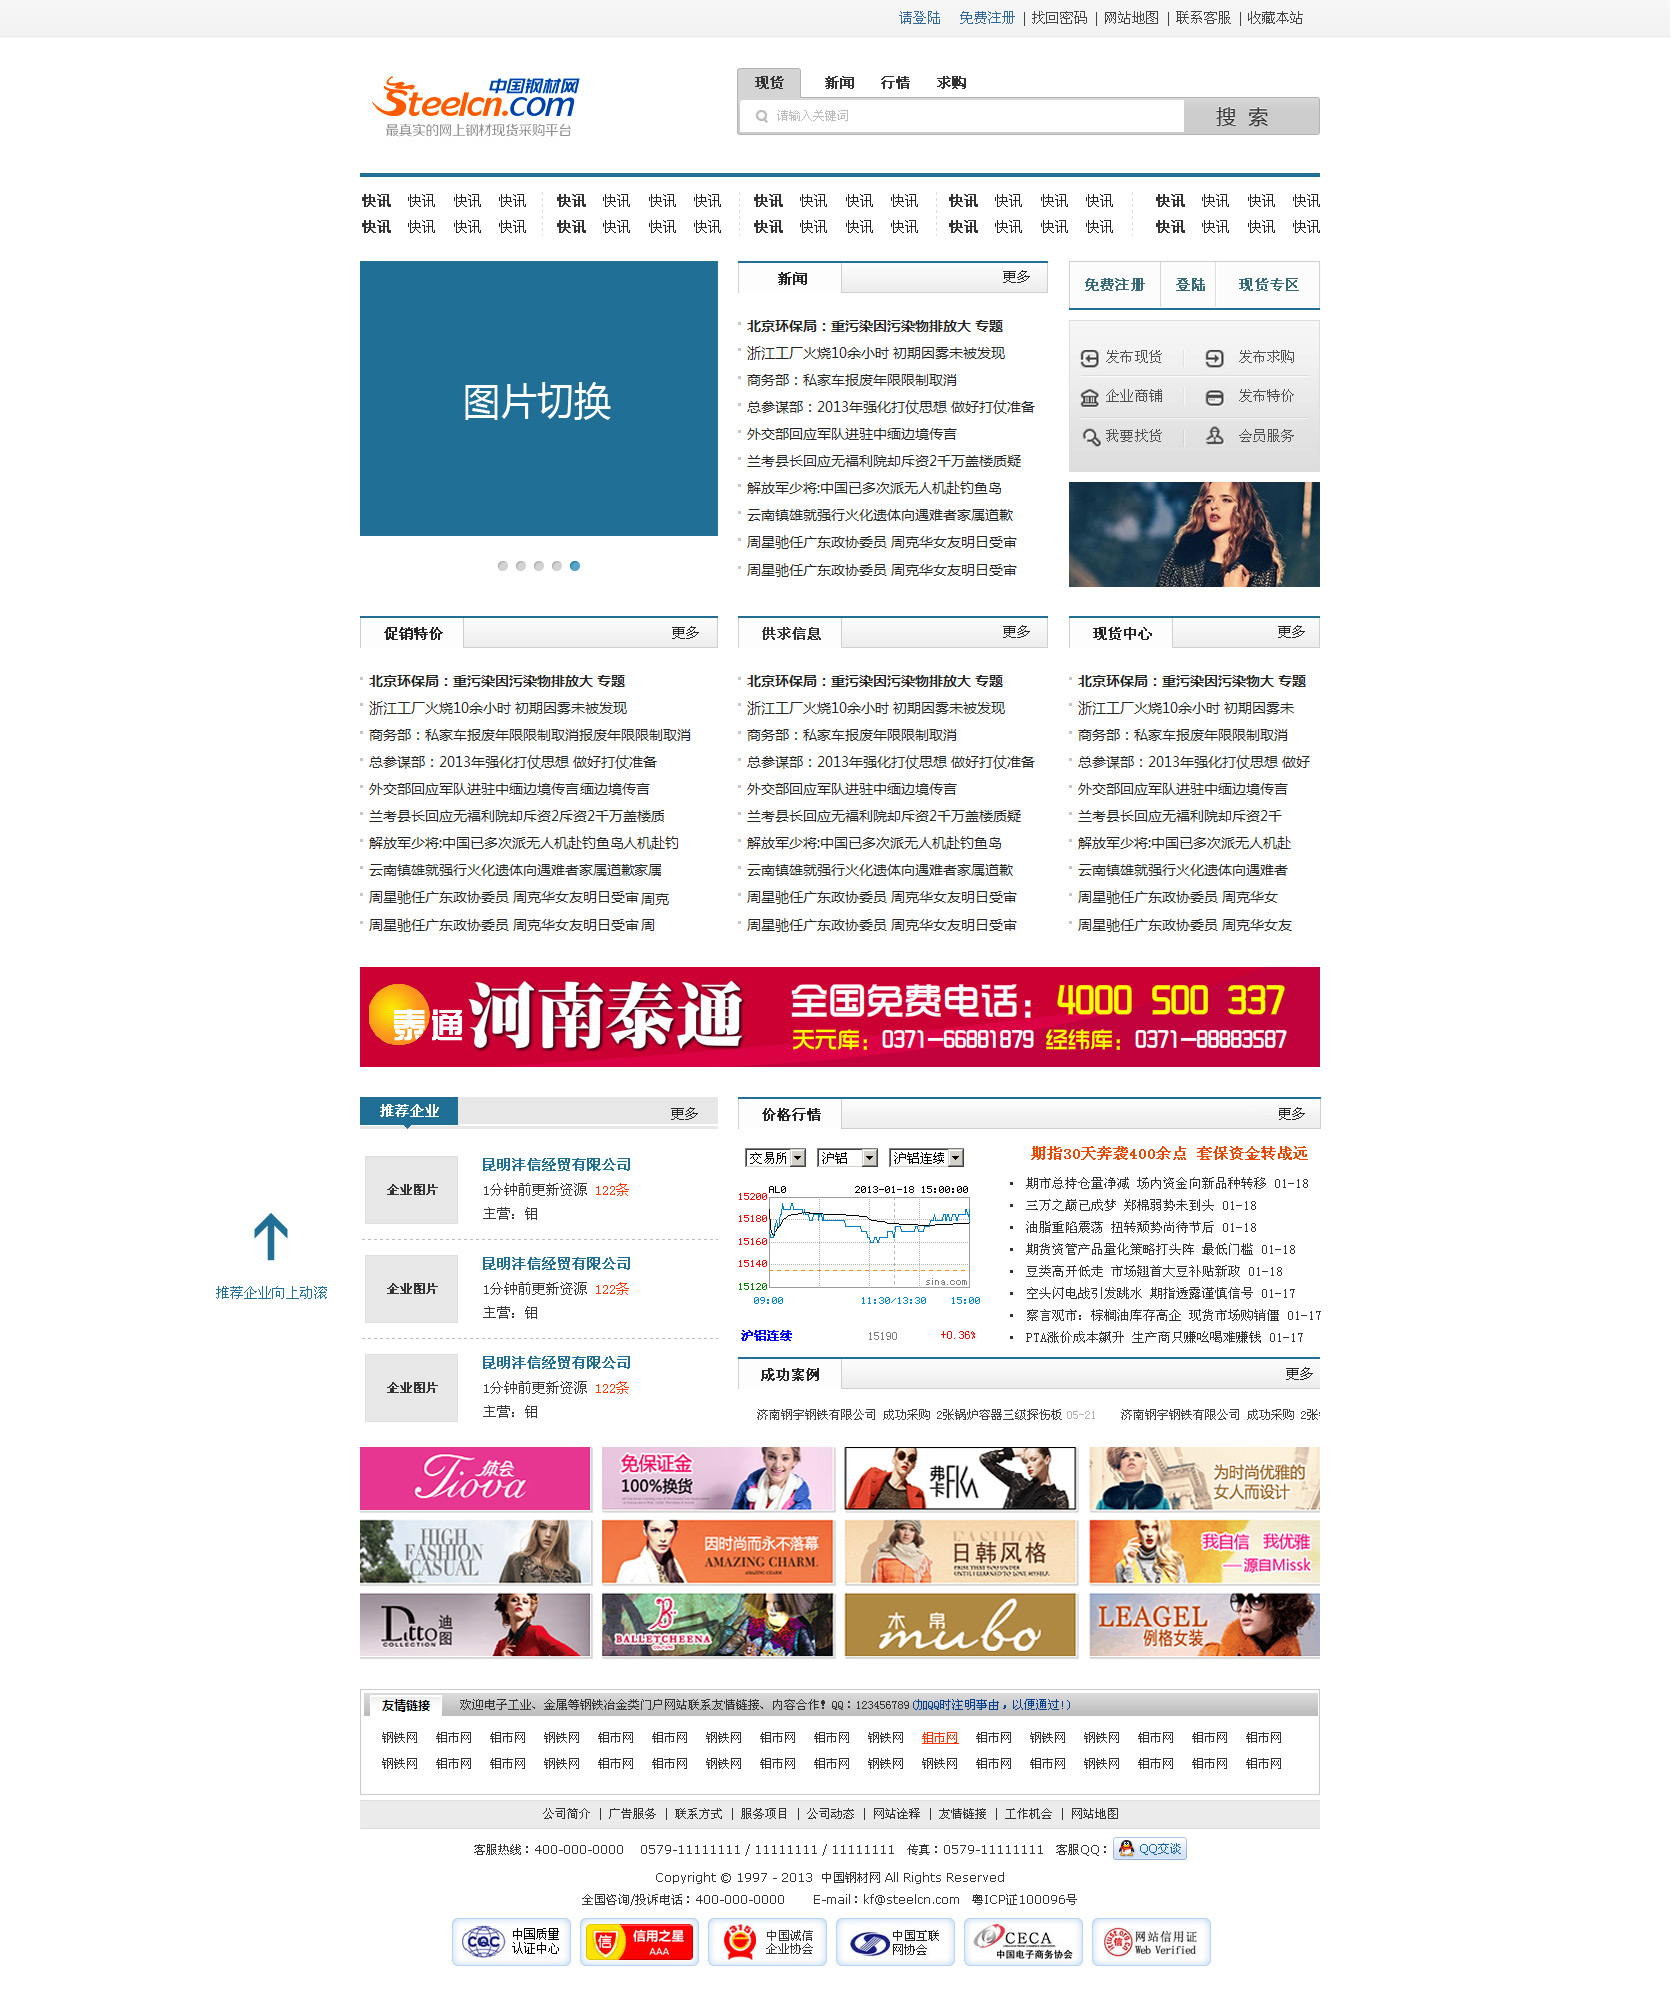 请登陆 免费注册 | 找回密码 | 网站地图 | 联系客服 | 收藏本站
中国钢材网
Steelcn.com
最真实的网上钢材现货采购平台
现货 新闻 行情 求购
请输入关键词 搜 索
快讯 快讯 快讯 快讯 快讯 快讯 快讯 快讯 快讯 快讯 快讯 快讯 快讯 快讯 快讯 快讯 快讯 快讯 快讯 快讯
快讯 快讯 快讯 快讯 快讯 快讯 快讯 快讯 快讯 快讯 快讯 快讯 快讯 快讯 快讯 快讯 快讯 快讯 快讯 快讯
图片切换
新闻 更多
北京环保局：重污染因污染物排放大 专题
浙江工厂火烧10余小时 初期因雾未被发现
商务部：私家车报废年限限制取消
总参谋部：2013年强化打仗思想 做好打仗准备
外交部回应军队进驻中缅边境传言
兰考县长回应无福利院却斥资2千万盖楼质疑
解放军少将:中国已多次派无人机赴钓鱼岛
云南镇雄就强行火化遗体向遇难者家属道歉
周星驰任广东政协委员 周克华女友明日受审
周星驰任广东政协委员 周克华女友明日受审
免费注册 登陆 现货专区
发布现货 发布求购
企业商铺 发布特价
我要找货 会员服务
促销特价 更多
北京环保局：重污染因污染物排放大 专题
浙江工厂火烧10余小时 初期因雾未被发现
商务部：私家车报废年限限制取消报废年限限制取消
总参谋部：2013年强化打仗思想 做好打仗准备
外交部回应军队进驻中缅边境传言缅边境传言
兰考县长回应无福利院却斥资2斥资2千万盖楼质
解放军少将:中国已多次派无人机赴钓鱼岛人机赴钓
云南镇雄就强行火化遗体向遇难者家属道歉家属
周星驰任广东政协委员 周克华女友明日受审 周克
周星驰任广东政协委员 周克华女友明日受审 周
供求信息 更多
北京环保局：重污染因污染物排放大 专题
浙江工厂火烧10余小时 初期因雾未被发现
商务部：私家车报废年限限制取消
总参谋部：2013年强化打仗思想 做好打仗准备
外交部回应军队进驻中缅边境传言
兰考县长回应无福利院却斥资2千万盖楼质疑
解放军少将:中国已多次派无人机赴钓鱼岛
云南镇雄就强行火化遗体向遇难者家属道歉
周星驰任广东政协委员 周克华女友明日受审
周星驰任广东政协委员 周克华女友明日受审
现货中心 更多
北京环保局：重污染因污染物大 专题
浙江工厂火烧10余小时 初期因雾未
商务部：私家车报废年限限制取消
总参谋部：2013年强化打仗思想 做好
外交部回应军队进驻中缅边境传言
兰考县长回应无福利院却斥资2千
解放军少将:中国已多次派无人机赴
云南镇雄就强行火化遗体向遇难者
周星驰任广东政协委员 周克华女
周星驰任广东政协委员 周克华女友
泰通 河南泰通
全国免费电话：4000 500 337
天元库：0371-66881879 经纬库：0371-88883587
推荐企业 更多
企业图片
昆明沣信经贸有限公司
1分钟前更新资源 122条
主营：钼
企业图片
昆明沣信经贸有限公司
1分钟前更新资源 122条
主营：钼
企业图片
昆明沣信经贸有限公司
1分钟前更新资源 122条
主营：钼
推荐企业向上动滚
价格行情 更多
交易所 沪铝 沪铝连续
AL0 2013-01-18 15:00:00
15200
15180
15160
15140
15120
sina.com
09:00 11:30/13:30 15:00
沪铝连续 15190 +0.36%
期指30天奔袭400余点 套保资金转战远
期市总持仓量净减 场内资金向新品种转移 01-18
三万之巅已成梦 郑棉弱势未到头 01-18
油脂重陷震荡 扭转颓势尚待节后 01-18
期货资管产品量化策略打头阵 最低门槛 01-18
豆类高开低走 市场翘首大豆补贴新政 01-18
空头闪电战引发跳水 期指透露谨慎信号 01-17
察言观市：棕榈油库存高企 现货市场购销僵 01-17
PTA涨价成本飙升 生产商只赚吆喝难赚钱 01-17
成功案例 更多
济南钢宇钢铁有限公司 成功采购 2张锅炉容器三级探伤板 05-21 济南钢宇钢铁有限公司 成功采购 2张
Tiova 体会
免保证金
100%换货
弗卡FKA
为时尚优雅的
女人而设计
HIGH
FASHION
CASUAL
因时尚而永不落幕
AMAZING CHARM.
FASHION
日韩风格
我自信 我优雅
——源自Missk
Ditto 迪图
COLLECTION
BALLETCHEENA
木帛
mubo
LEAGEL
例格女装
友情链接 欢迎电子工业、金属等钢铁冶金类门户网站联系友情链接、内容合作！QQ：123456789 (加QQ时注明事由，以便通过!)
钢铁网 钼市网 钼市网 钢铁网 钼市网 钼市网 钢铁网 钼市网 钼市网 钢铁网 钼市网 钼市网 钢铁网 钢铁网 钼市网 钼市网 钼市网
钢铁网 钼市网 钼市网 钢铁网 钼市网 钼市网 钢铁网 钼市网 钼市网 钢铁网 钢铁网 钼市网 钼市网 钢铁网 钼市网 钼市网 钼市网
公司简介 | 广告服务 | 联系方式 | 服务项目 | 公司动态 | 网站诠释 | 友情链接 | 工作机会 | 网站地图
客服热线：400-000-0000 0579-11111111 / 11111111 / 11111111 传真：0579-11111111 客服QQ： QQ交谈
Copyright © 1997 - 2013 中国钢材网 All Rights Reserved
全国咨询/投诉电话：400-000-0000 E-mail：kf@steelcn.com 粤ICP证100096号
CQC 中国质量
认证中心
信 信用之星
AAA
315 中国诚信
企业协会
中国互联
网协会
CECA
中国电子商务协会
网站信用证
Web Verified